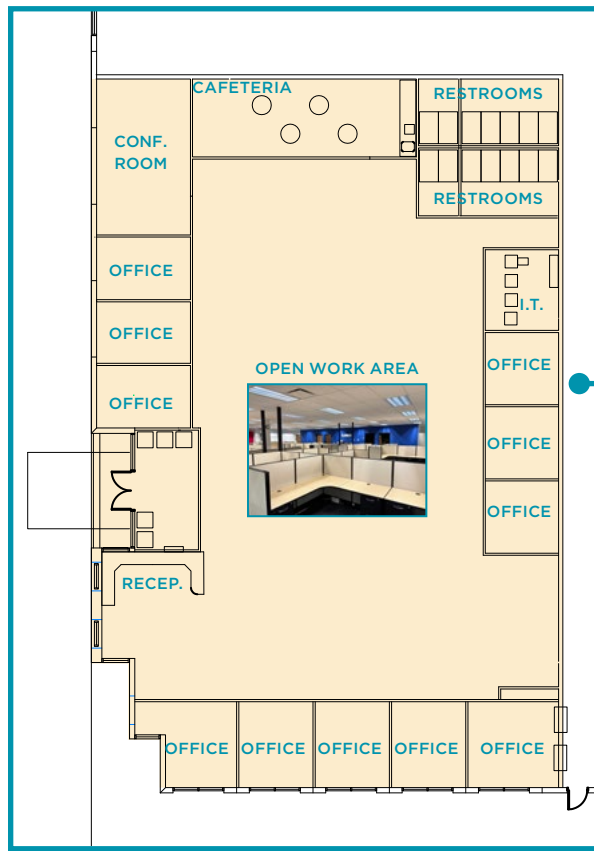 CAFETERIA
RESTROOMS
CONF.
ROOM
RESTROOMS
OFFICE
I.T.
OFFICE
OPEN WORK AREA
OFFICE
OFFICE
OFFICE
OFFICE
RECEP.
OFFICE
OFFICE
OFFICE
OFFICE
OFFICE